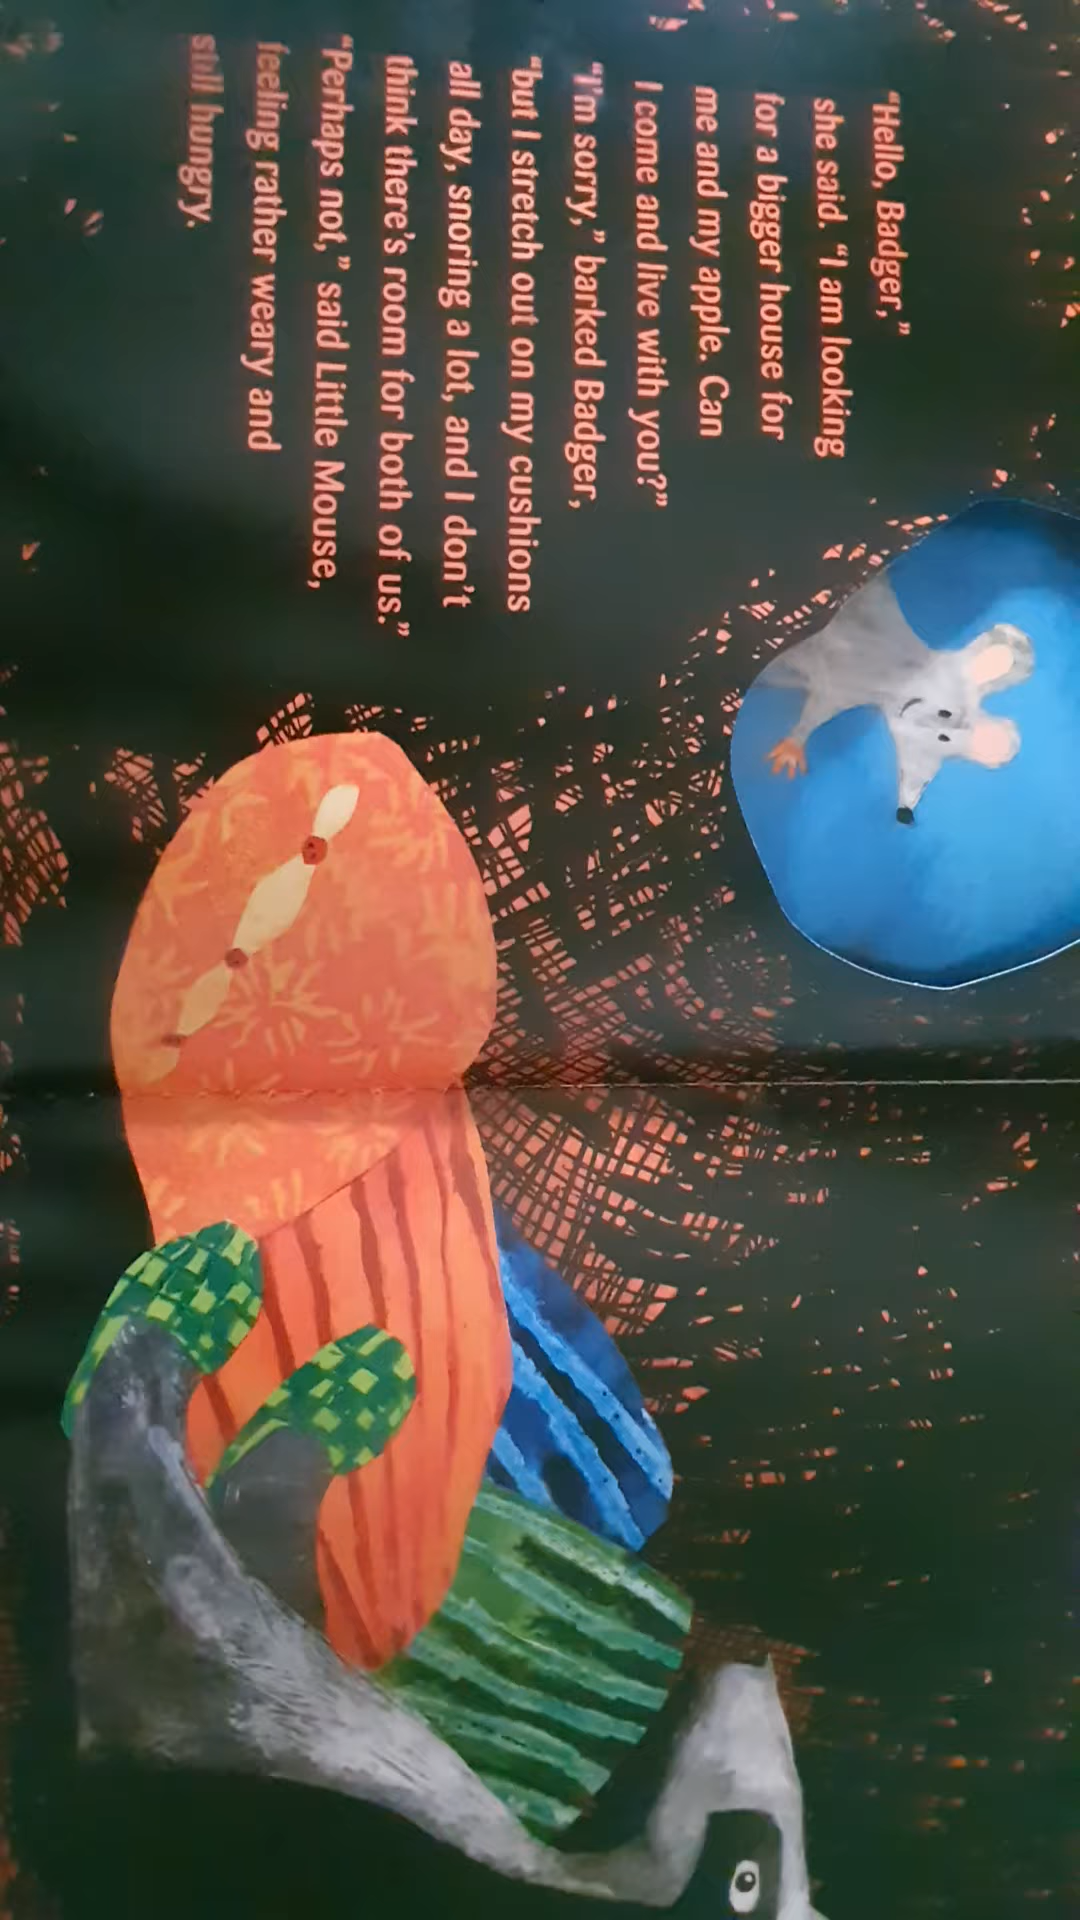 "Hello, Badger,"
she said. "I am looking
for a bigger house for
me and my apple. Can
I come and live with you?"
"I'm sorry," barked Badger,
"but I stretch out on my cushions
all day, snoring a lot, and I don't
think there's room for both of us."
"Perhaps not," said Little Mouse,
feeling rather weary and
still hungry.